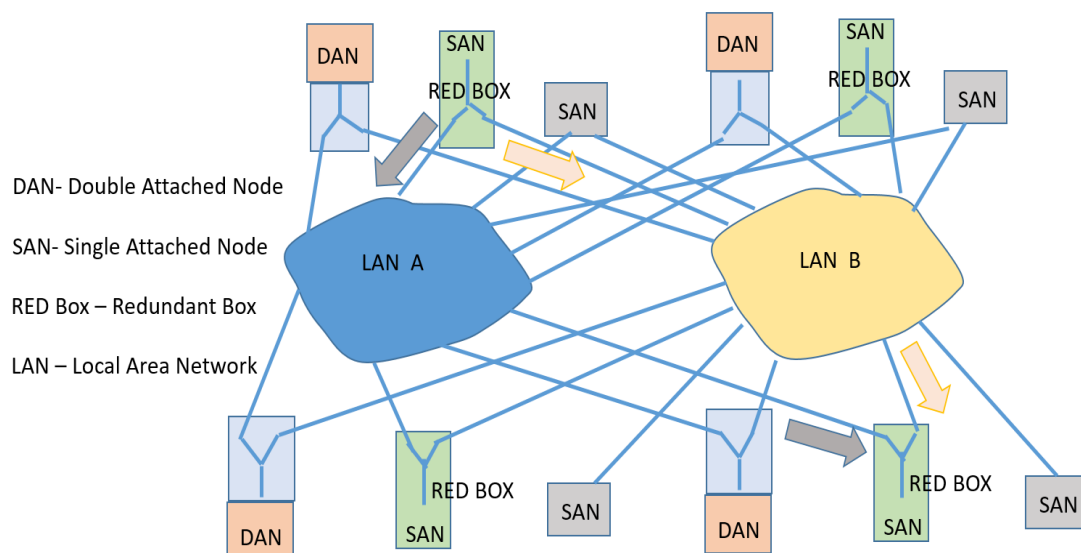 DAN
SAN
RED BOX
SAN
DAN
SAN
RED BOX
SAN
DAN- Double Attached Node
SAN- Single Attached Node
RED Box – Redundant Box
LAN – Local Area Network
LAN A
LAN B
DAN
RED BOX
SAN
SAN
DAN
RED BOX
SAN
SAN